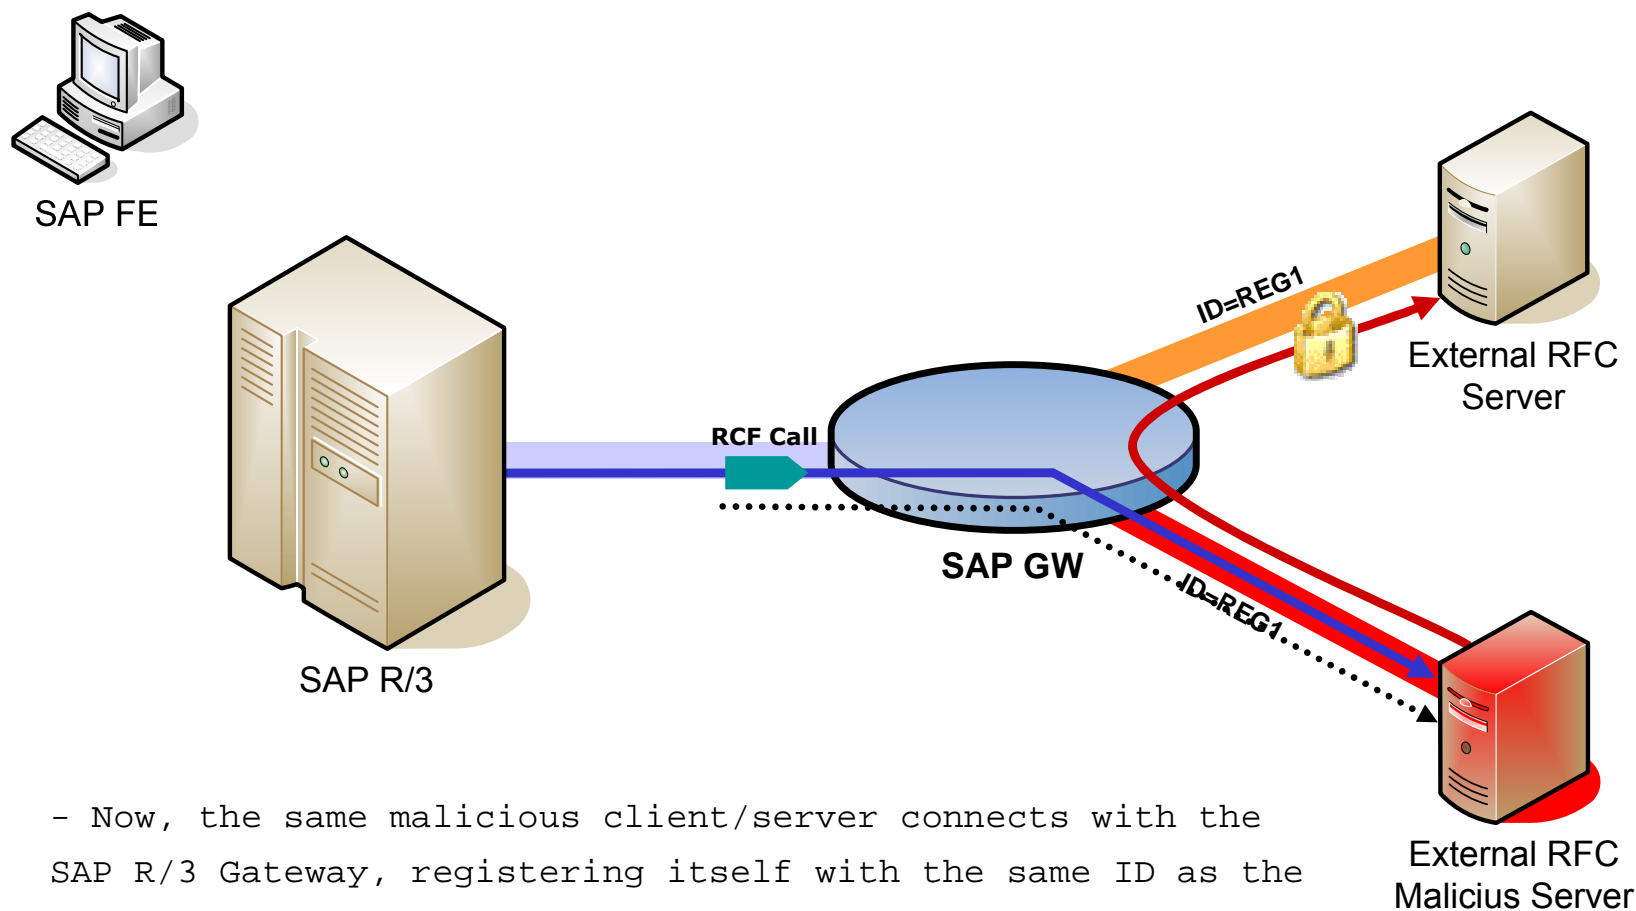 SAP FE
ID=REG1
External RFC
Server
RCF Call
SAP GW
ID=REG1
SAP R/3
- Now, the same malicious client/server connects with the
SAP R/3 Gateway, registering itself with the same ID as the
External RFC
Malicius Server